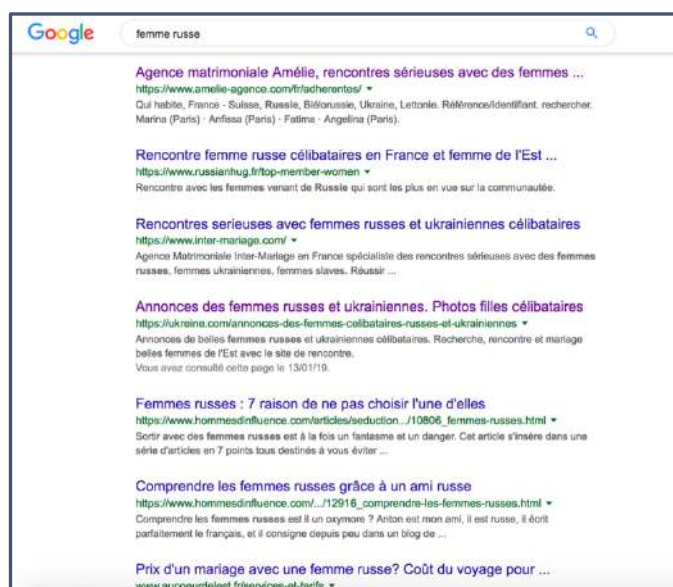 Google
femme russe
Agence matrimoniale Amélie, rencontres sérieuses avec des femmes ...
https://www.amelie-agence.com/fr/adherentes/
Qui habite, France - Suisse, Russie, Biélorussie, Ukraine, Lettonie. Référence/identifiant. rechercher.
Marina (Paris) · Anfissa (Paris) · Fatima · Angelina (Paris).
Rencontre femme russe célibataires en France et femme de l'Est ...
https://www.russianhug.fr/top-member-women
Rencontre avec les femmes venant de Russie qui sont les plus en vue sur la communautée.
Rencontres serieuses avec femmes russes et ukrainiennes célibataires
https://www.inter-mariage.com/
Agence Matrimoniale Inter-Mariage en France spécialiste des rencontres sérieuses avec des femmes
russes, femmes ukrainiennes, femmes slaves. Réussir ...
Annonces des femmes russes et ukrainiennes. Photos filles célibataires
https://ukreine.com/annonces-des-femmes-celibataires-russes-et-ukrainiennes
Annonces de belles femmes russes et ukrainiennes célibataires. Recherche, rencontre et mariage
belles femmes de l'Est avec le site de rencontre.
Vous avez consulté cette page le 13/01/19.
Femmes russes : 7 raison de ne pas choisir l'une d'elles
https://www.hommesdinfluence.com/articles/seduction.../10806_femmes-russes.html
Sortir avec des femmes russes est à la fois un fantasme et un danger. Cet article s'insère dans une
série d'articles en 7 points tous destinés à vous éviter ...
Comprendre les femmes russes grâce à un ami russe
https://www.hommesdinfluence.com/.../12916_comprendre-les-femmes-russes.html
Comprendre les femmes russes est il un oxymore ? Anton est mon ami, il est russe, il écrit
parfaitement le français, et il consigne depuis peu dans un blog de ...
Prix d'un mariage avec une femme russe? Coût du voyage pour ...
www.aucoeurdelest.fr/services-et-tarifs